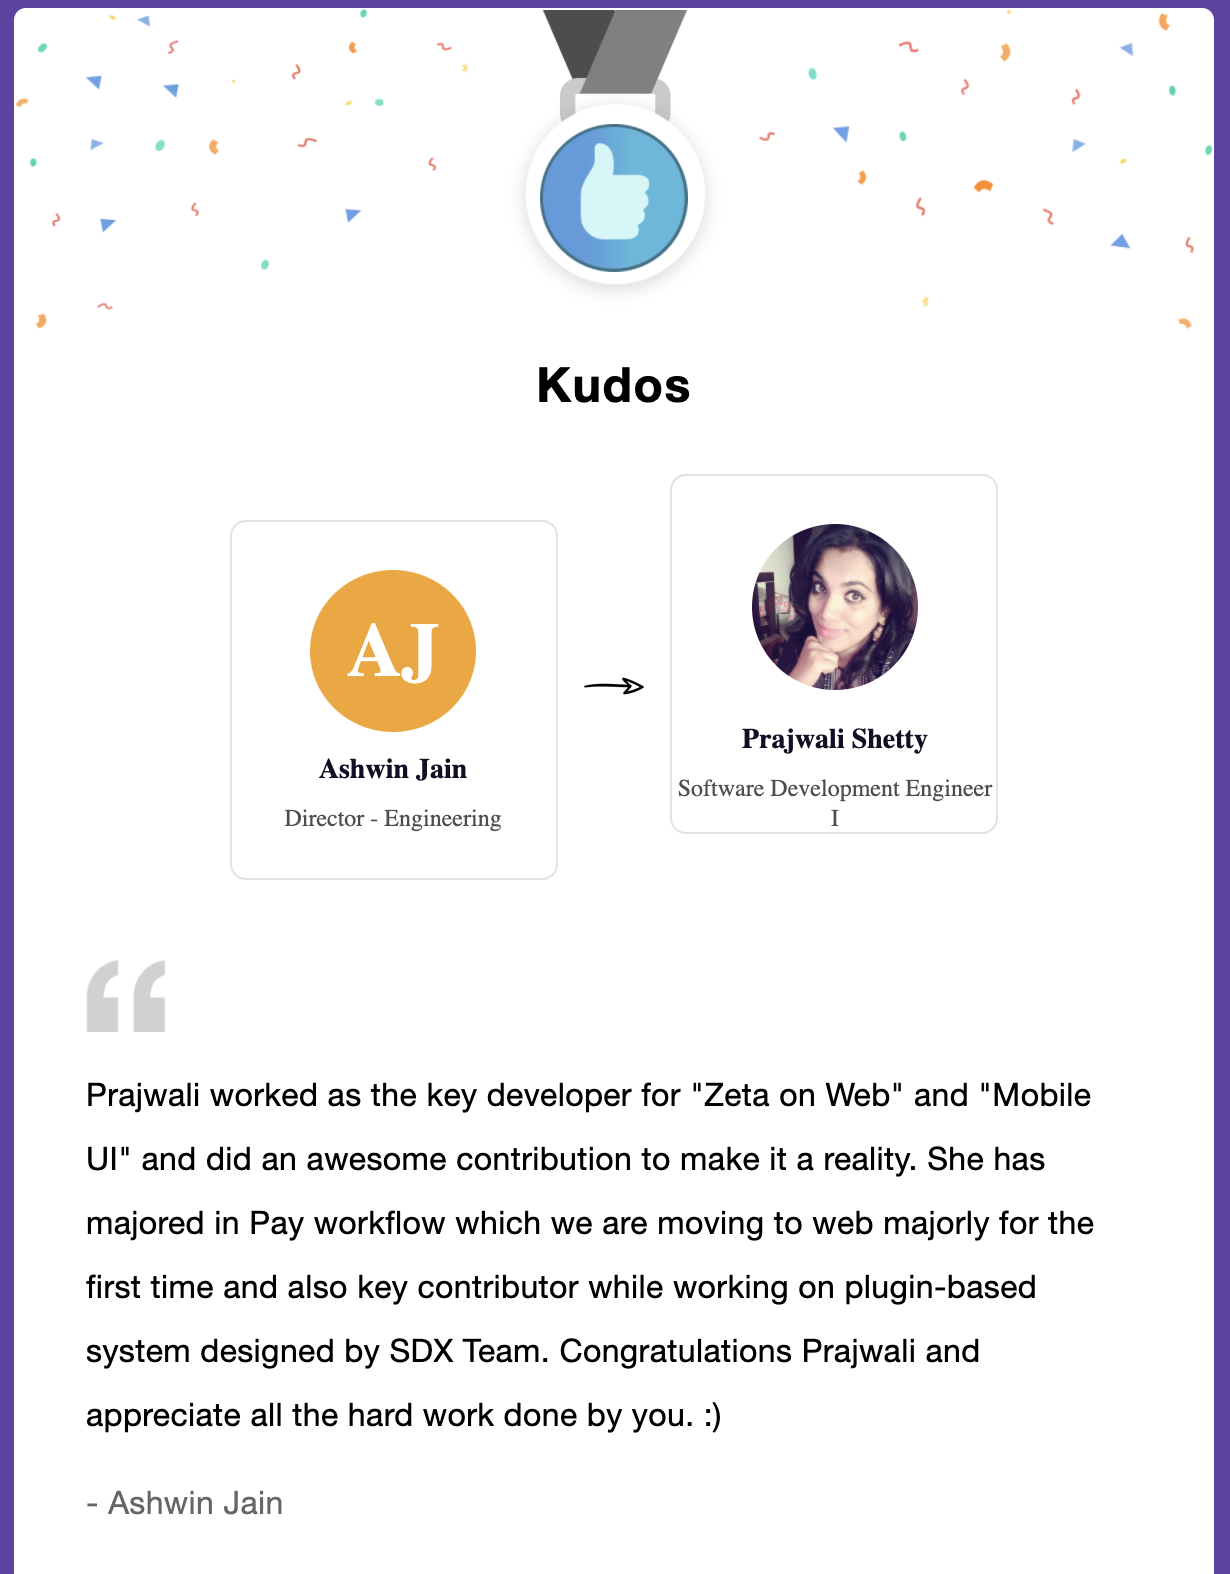 Kudos
AJ
Ashwin Jain
Director - Engineering
Prajwali Shetty
Software Development Engineer
I
Prajwali worked as the key developer for "Zeta on Web" and "Mobile
UI" and did an awesome contribution to make it a reality. She has
majored in Pay workflow which we are moving to web majorly for the
first time and also key contributor while working on plugin-based
system designed by SDX Team. Congratulations Prajwali and
appreciate all the hard work done by you. :)
- Ashwin Jain